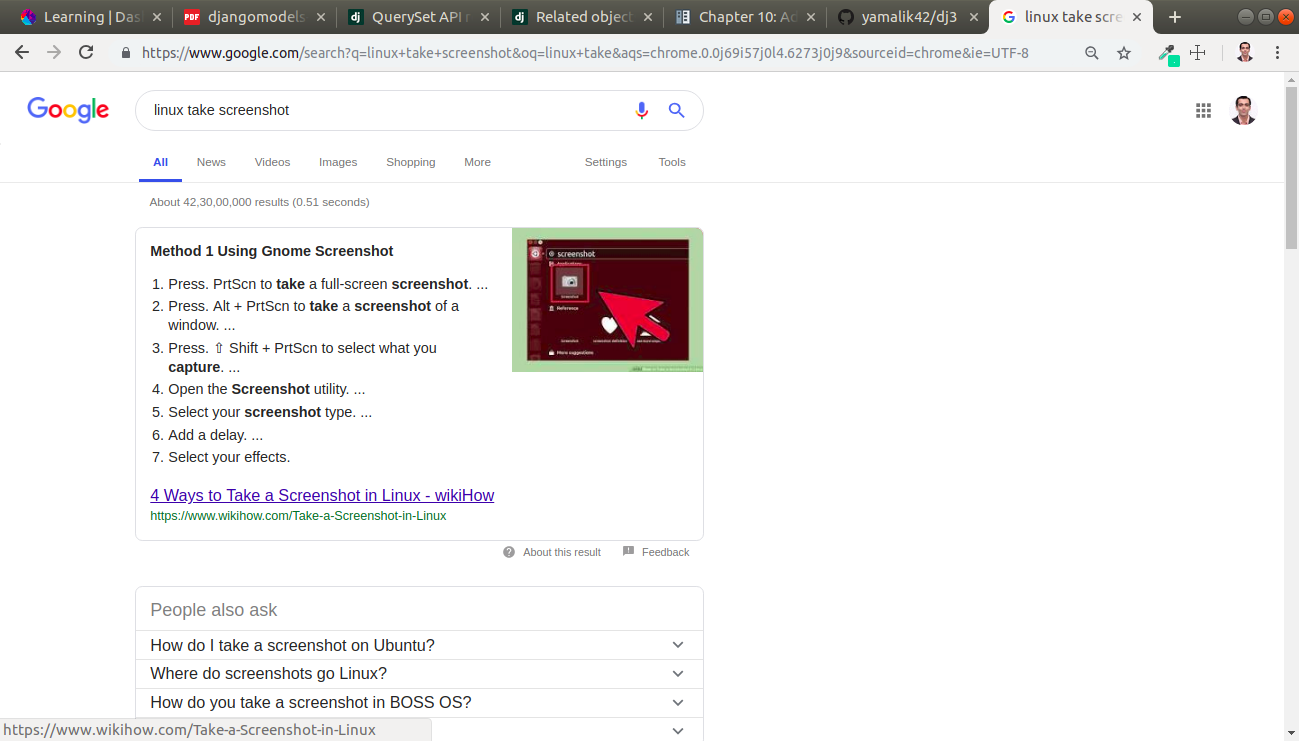 Learning | Das
PDF djangomodels
dj QuerySet API r
dj Related object
Chapter 10: Ad
yamalik42/dj3
linux take scre
https://www.google.com/search?q=linux+take+screenshot&oq=linux+take&aqs=chrome.0.0j69i57j0l4.6273j0j9&sourceid=chrome&ie=UTF-8
Google
linux take screenshot
All News Videos Images Shopping More Settings Tools
About 42,30,00,000 results (0.51 seconds)
Method 1 Using Gnome Screenshot
1. Press. PrtScn to take a full-screen screenshot. ...
2. Press. Alt + PrtScn to take a screenshot of a
window. ...
3. Press. ⇧ Shift + PrtScn to select what you
capture. ...
4. Open the Screenshot utility. ...
5. Select your screenshot type. ...
6. Add a delay. ...
7. Select your effects.
screenshot
Applications
Screenshot
Reference
More suggestions
4 Ways to Take a Screenshot in Linux - wikiHow
https://www.wikihow.com/Take-a-Screenshot-in-Linux
About this result Feedback
People also ask
How do I take a screenshot on Ubuntu?
Where do screenshots go Linux?
How do you take a screenshot in BOSS OS?
https://www.wikihow.com/Take-a-Screenshot-in-Linux